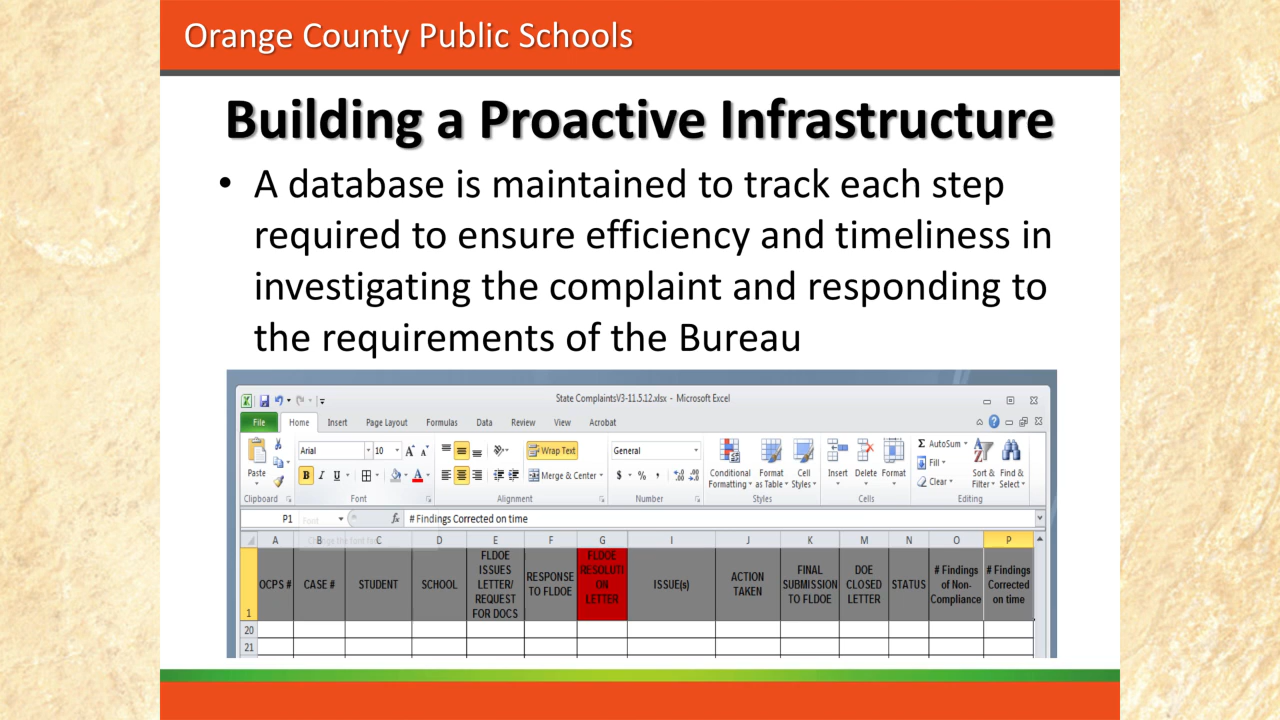 Orange County Public Schools
Building a Proactive Infrastructure
• A database is maintained to track each step
required to ensure efficiency and timeliness in
investigating the complaint and responding to
the requirements of the Bureau
State ComplaintsV3-11.5.12.xlsx - Microsoft Excel
File Home Insert Page Layout Formulas Data Review View Acrobat
Arial 10 Wrap Text General AutoSum
Paste B I U Merge & Center $ % , Conditional Formatting Format as Table Cell Styles Insert Delete Format Fill Clear Sort & Filter Find & Select
Clipboard Font Alignment Number Styles Cells Editing
P1 fx # Findings Corrected on time
A B C D E F G I J K M N O P
1 OCPS # CASE # STUDENT SCHOOL FLDOE ISSUES LETTER/ REQUEST FOR DOCS RESPONSE TO FLDOE FLDOE RESOLUTI ON LETTER ISSUE(s) ACTION TAKEN FINAL SUBMISSION TO FLDOE DOE CLOSED LETTER STATUS # Findings of Non- Compliance # Findings Corrected on time
20
21